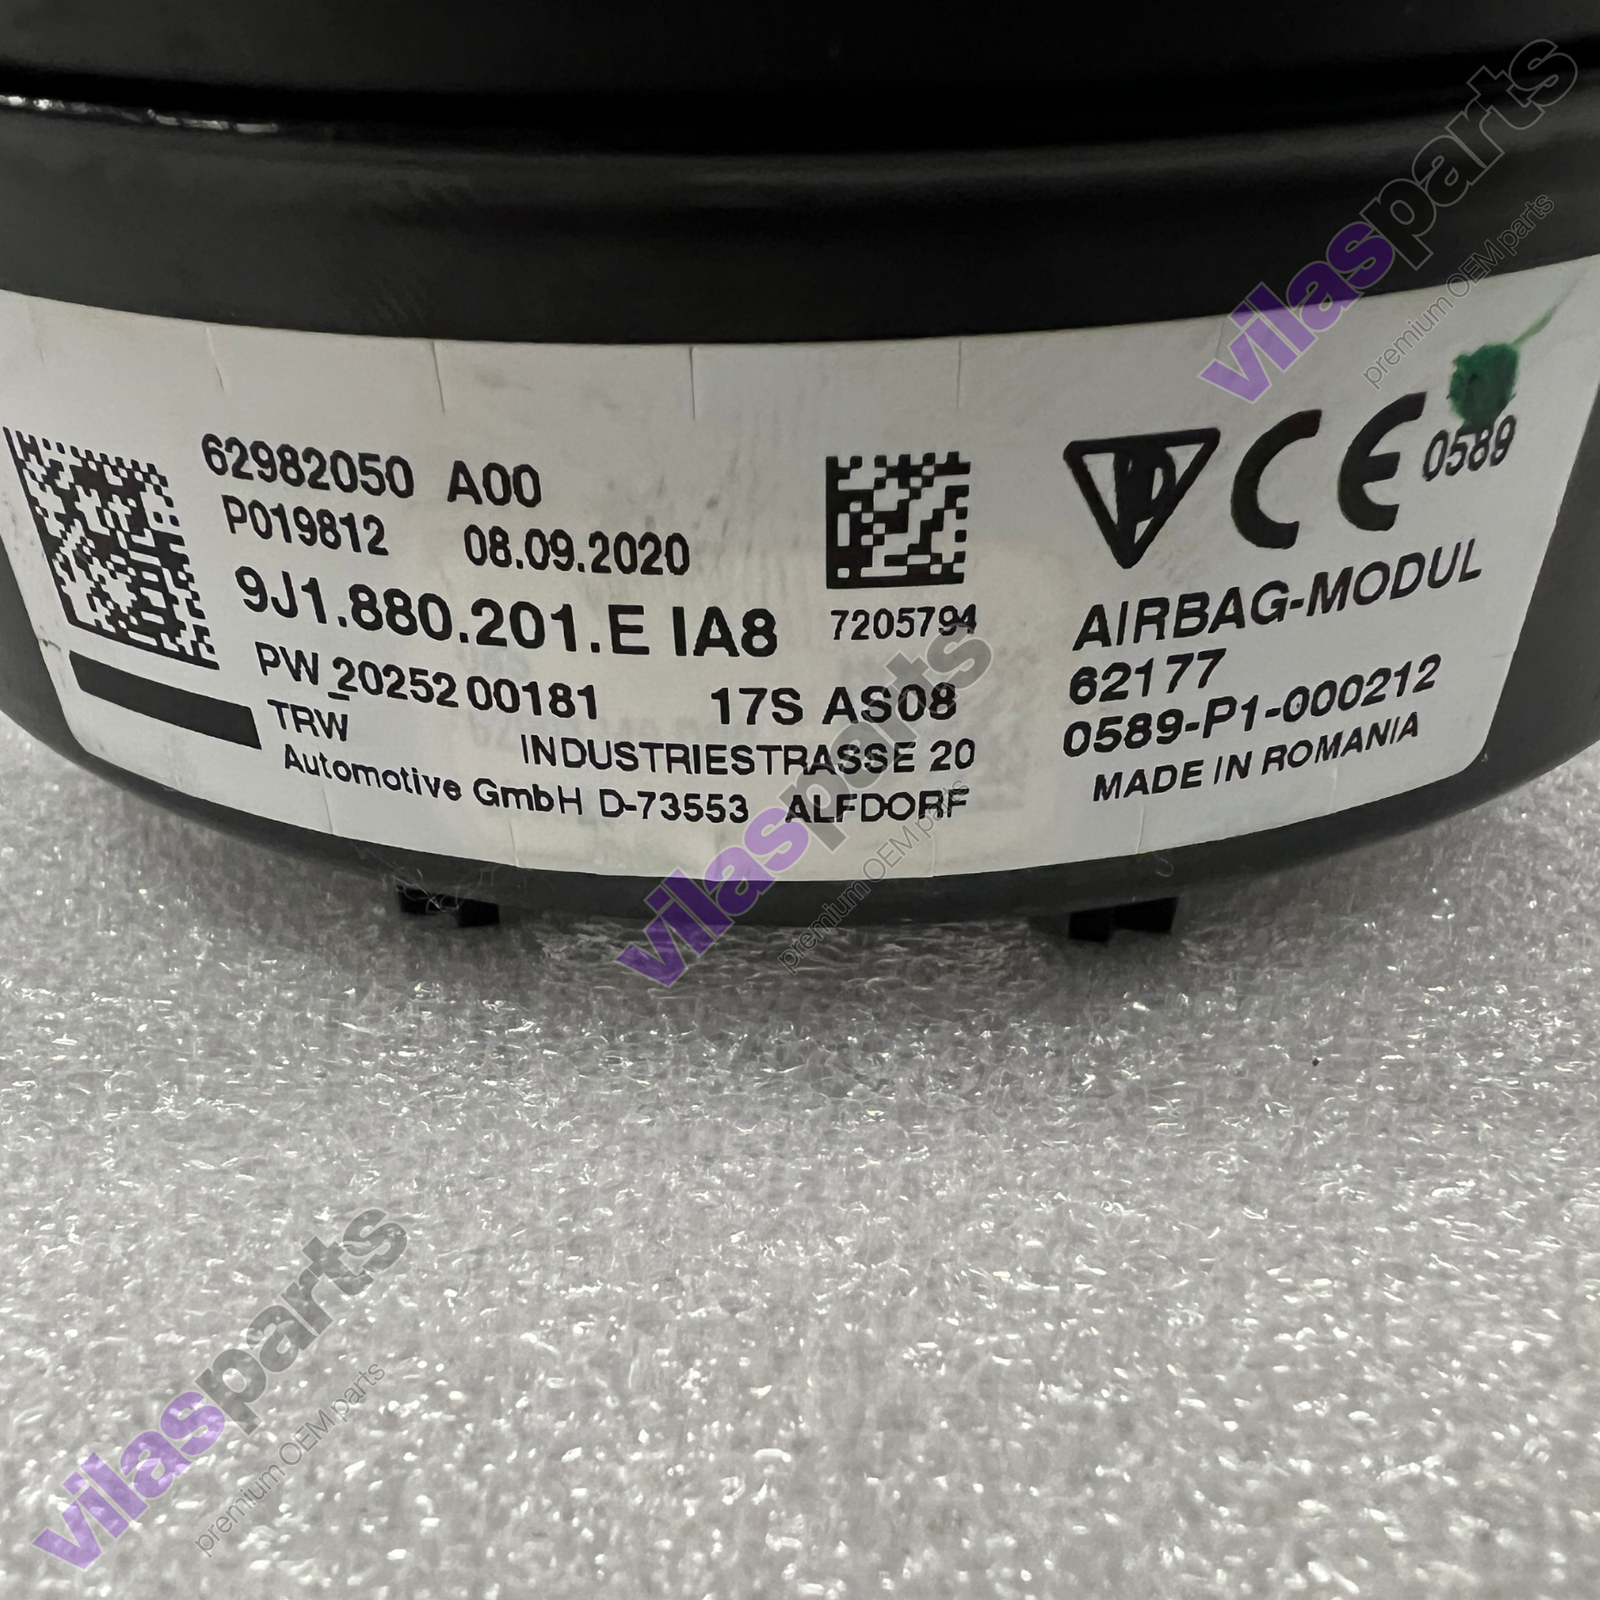 62982050 A00
P019812 08.09.2020
9J1.880.201.E IA8
PW_20252 00181 17S AS08
TRW INDUSTRIESTRASSE 20
Automotive GmbH D-73553 ALFDORF
7205794
CE 0589
AIRBAG-MODUL
62177
0589-P1-000212
MADE IN ROMANIA
vilasparts
premium OEM parts
vilasparts
premium OEM parts
vilasparts
premium OEM parts